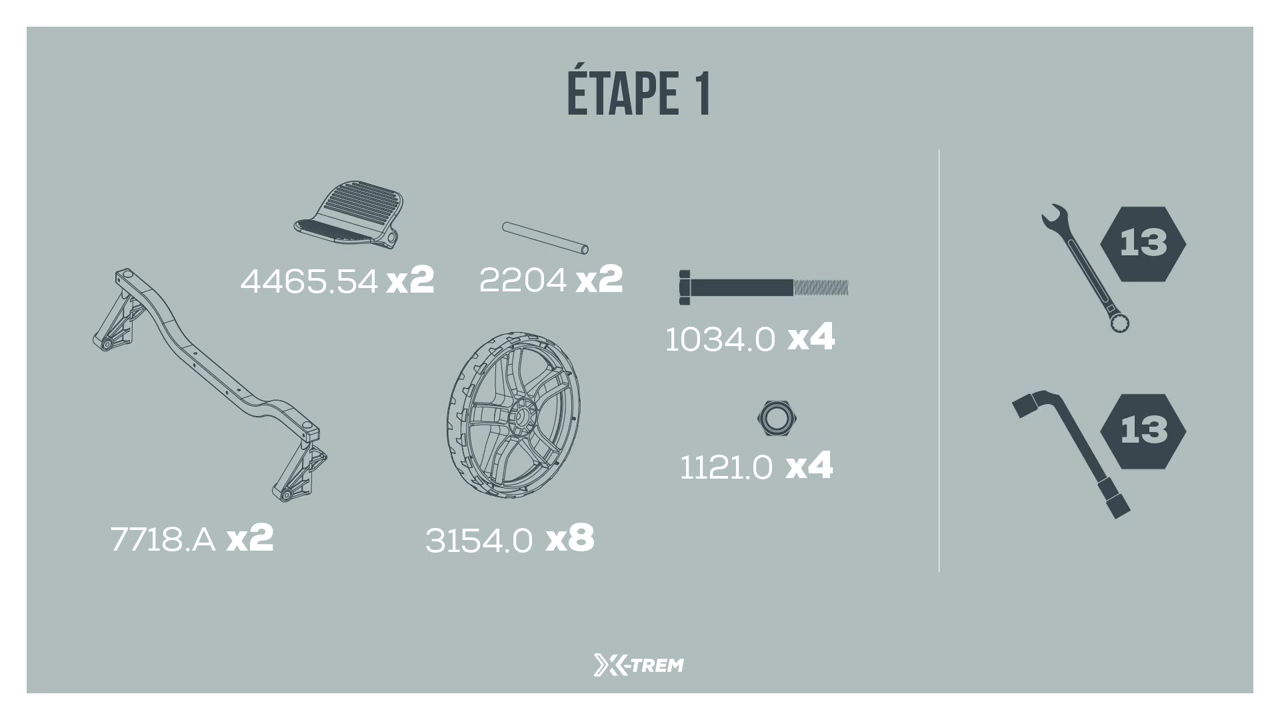 ÉTAPE 1
4465.54 x2
2204 x2
1034.0 x4
1121.0 x4
7718.A x2
3154.0 x8
13
13
X-TREM